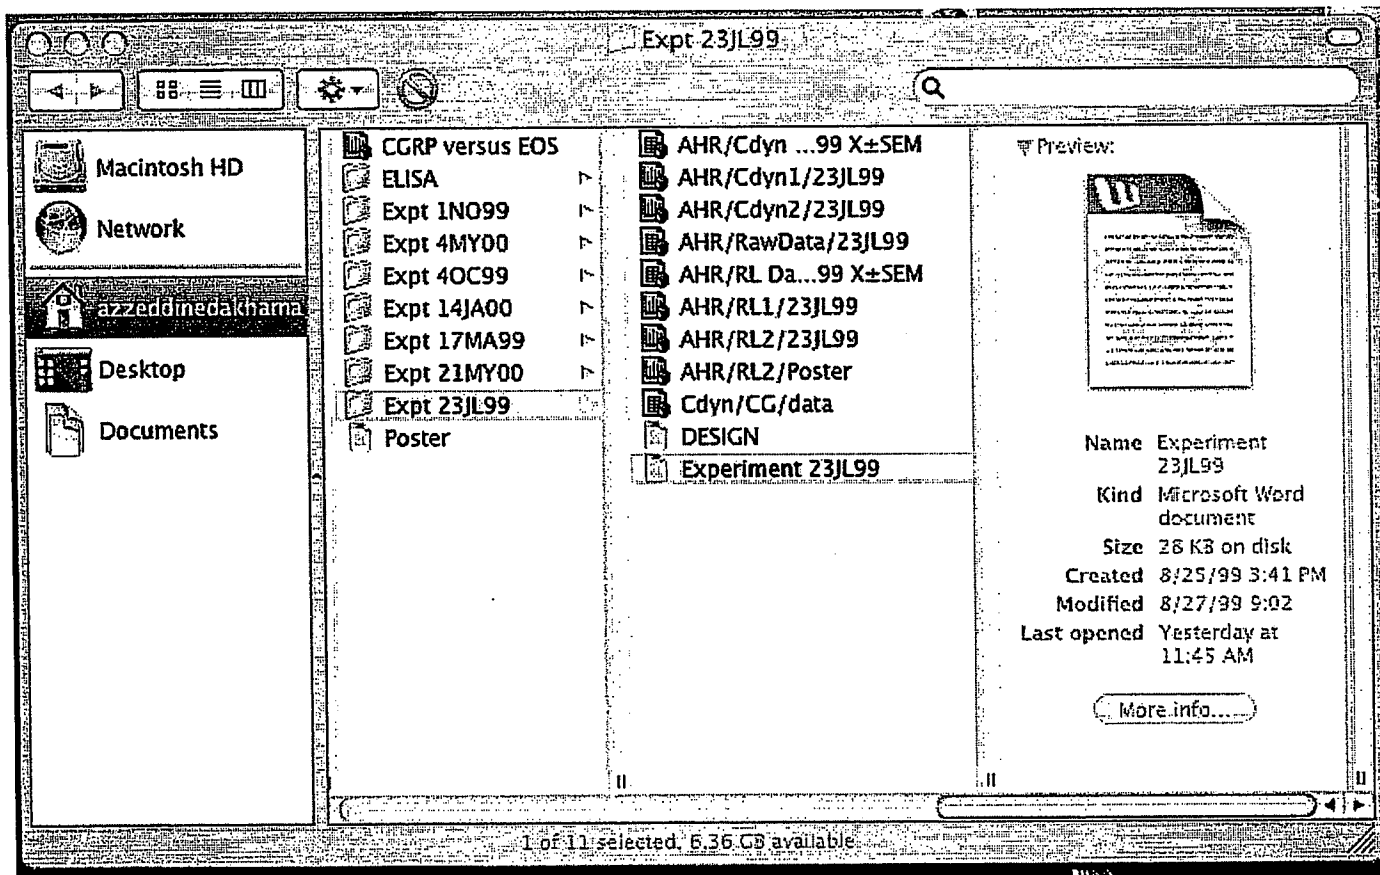 Expt 23JL99
Macintosh HD
Network
azzeddinedakhama
Desktop
Documents
CGRP versus EOS
ELISA
Expt 1NO99
Expt 4MY00
Expt 4OC99
Expt 14JA00
Expt 17MA99
Expt 21MY00
Expt 23JL99
Poster
AHR/Cdyn ...99 X±SEM
AHR/Cdyn1/23JL99
AHR/Cdyn2/23JL99
AHR/RawData/23JL99
AHR/RL Da...99 X±SEM
AHR/RL1/23JL99
AHR/RL2/23JL99
AHR/RL2/Poster
Cdyn/CG/data
DESIGN
Experiment 23JL99
Preview:
Name Experiment
23JL99
Kind Microsoft Word
document
Size 28 KB on disk
Created 8/25/99 3:41 PM
Modified 8/27/99 9:02
Last opened Yesterday at
11:45 AM
More info...
1 of 11 selected, 6.36 GB available